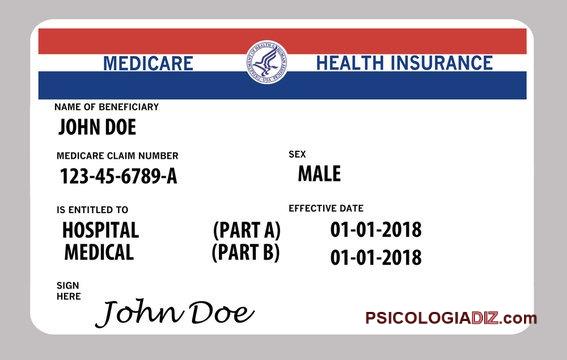 MEDICARE HEALTH INSURANCE
NAME OF BENEFICIARY
JOHN DOE
MEDICARE CLAIM NUMBER SEX
123-45-6789-A MALE
IS ENTITLED TO EFFECTIVE DATE
HOSPITAL (PART A) 01-01-2018
MEDICAL (PART B) 01-01-2018
SIGN
HERE
John Doe
PSICOLOGIADIZ.com